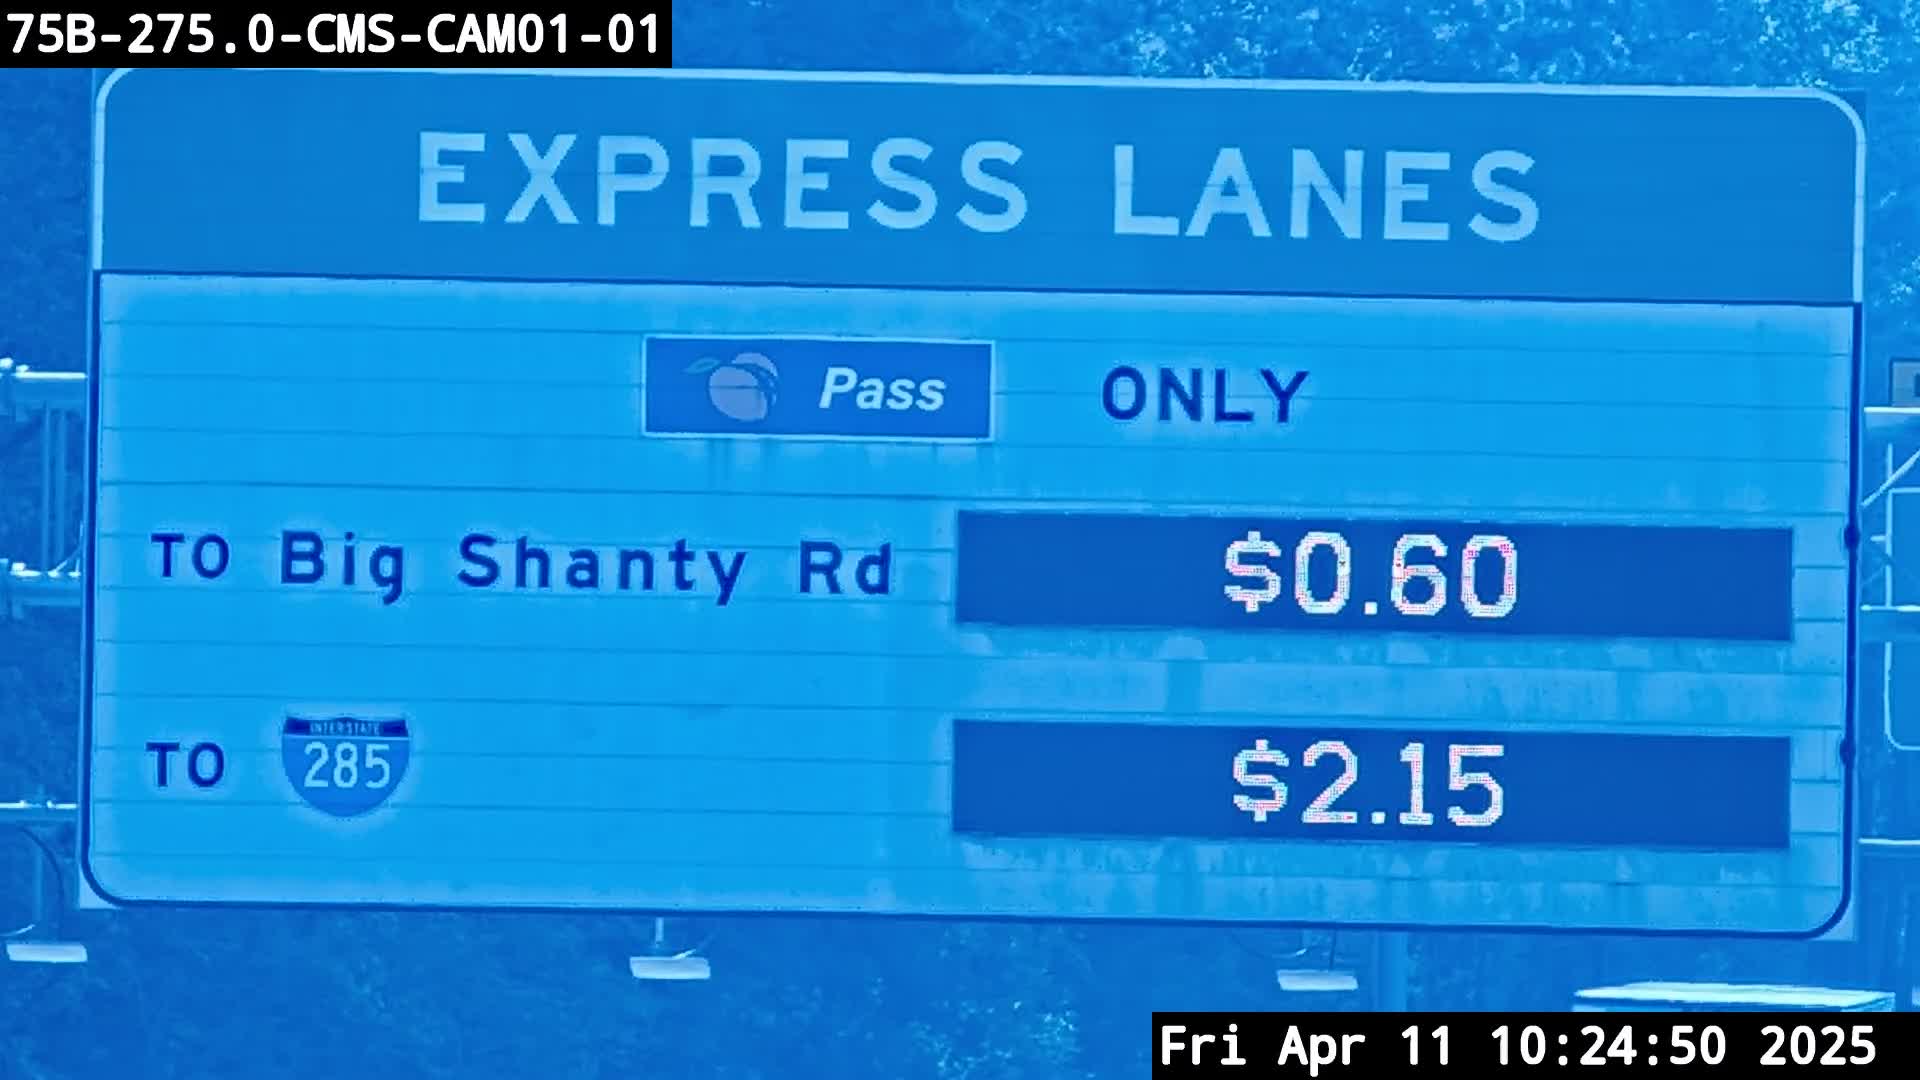 75B-275.0-CMS-CAM01-01
EXPRESS LANES
Pass ONLY
TO Big Shanty Rd $0.60
TO INTERSTATE 285 $2.15
Fri Apr 11 10:24:50 2025